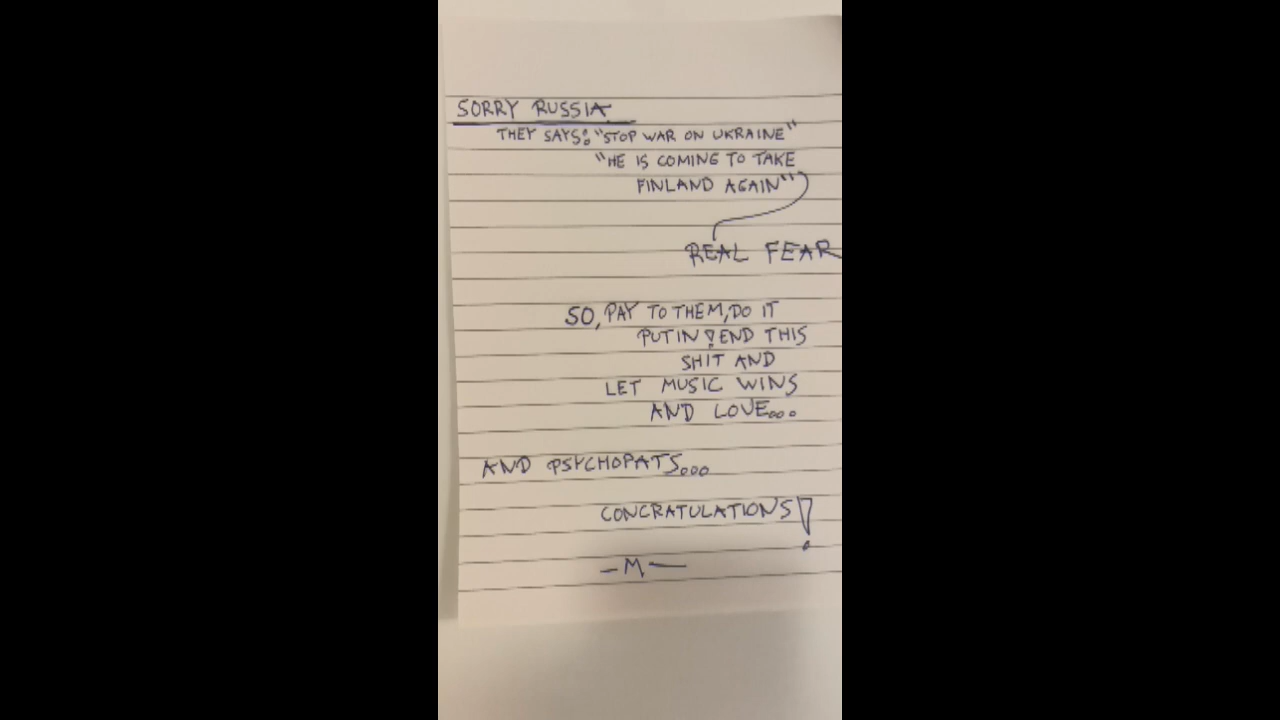 SORRY RUSSIA
THEY SAYS: "STOP WAR ON UKRAINE"
"HE IS COMING TO TAKE
FINLAND AGAIN"
REAL FEAR
SO, PAY TO THEM, DO IT
PUTIN! END THIS
SHIT AND
LET MUSIC WINS
AND LOVE...
AND PSYCHOPATS...
CONCRATULATIONS!
-M-